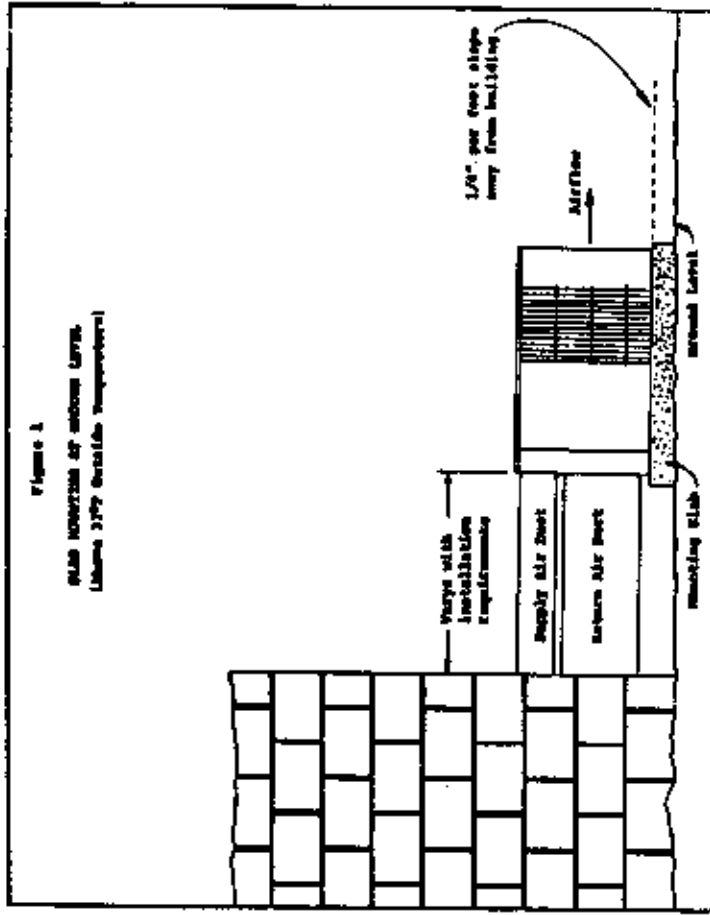 Figure 1
SLAB MOUNTING AT GROUND LEVEL
(Above 37°F Outside Temperature)
1/4" per foot slope
away from building
Airflow
Varys with
installation
requirements
Supply Air Duct
Return Air Duct
Mounting Slab
Ground Level